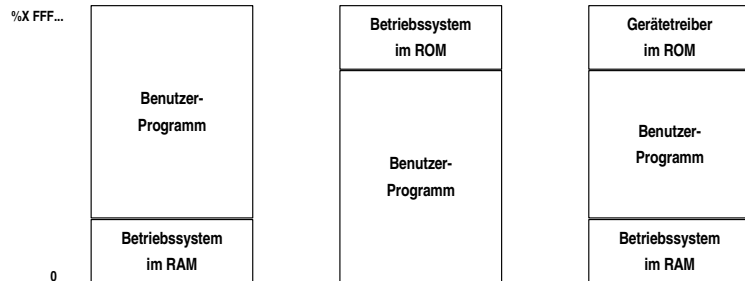 %X FFF...
Benutzer-
Programm
Betriebssystem
im RAM
0
Betriebssystem
im ROM
Benutzer-
Programm
Gerätetreiber
im ROM
Benutzer-
Programm
Betriebssystem
im RAM